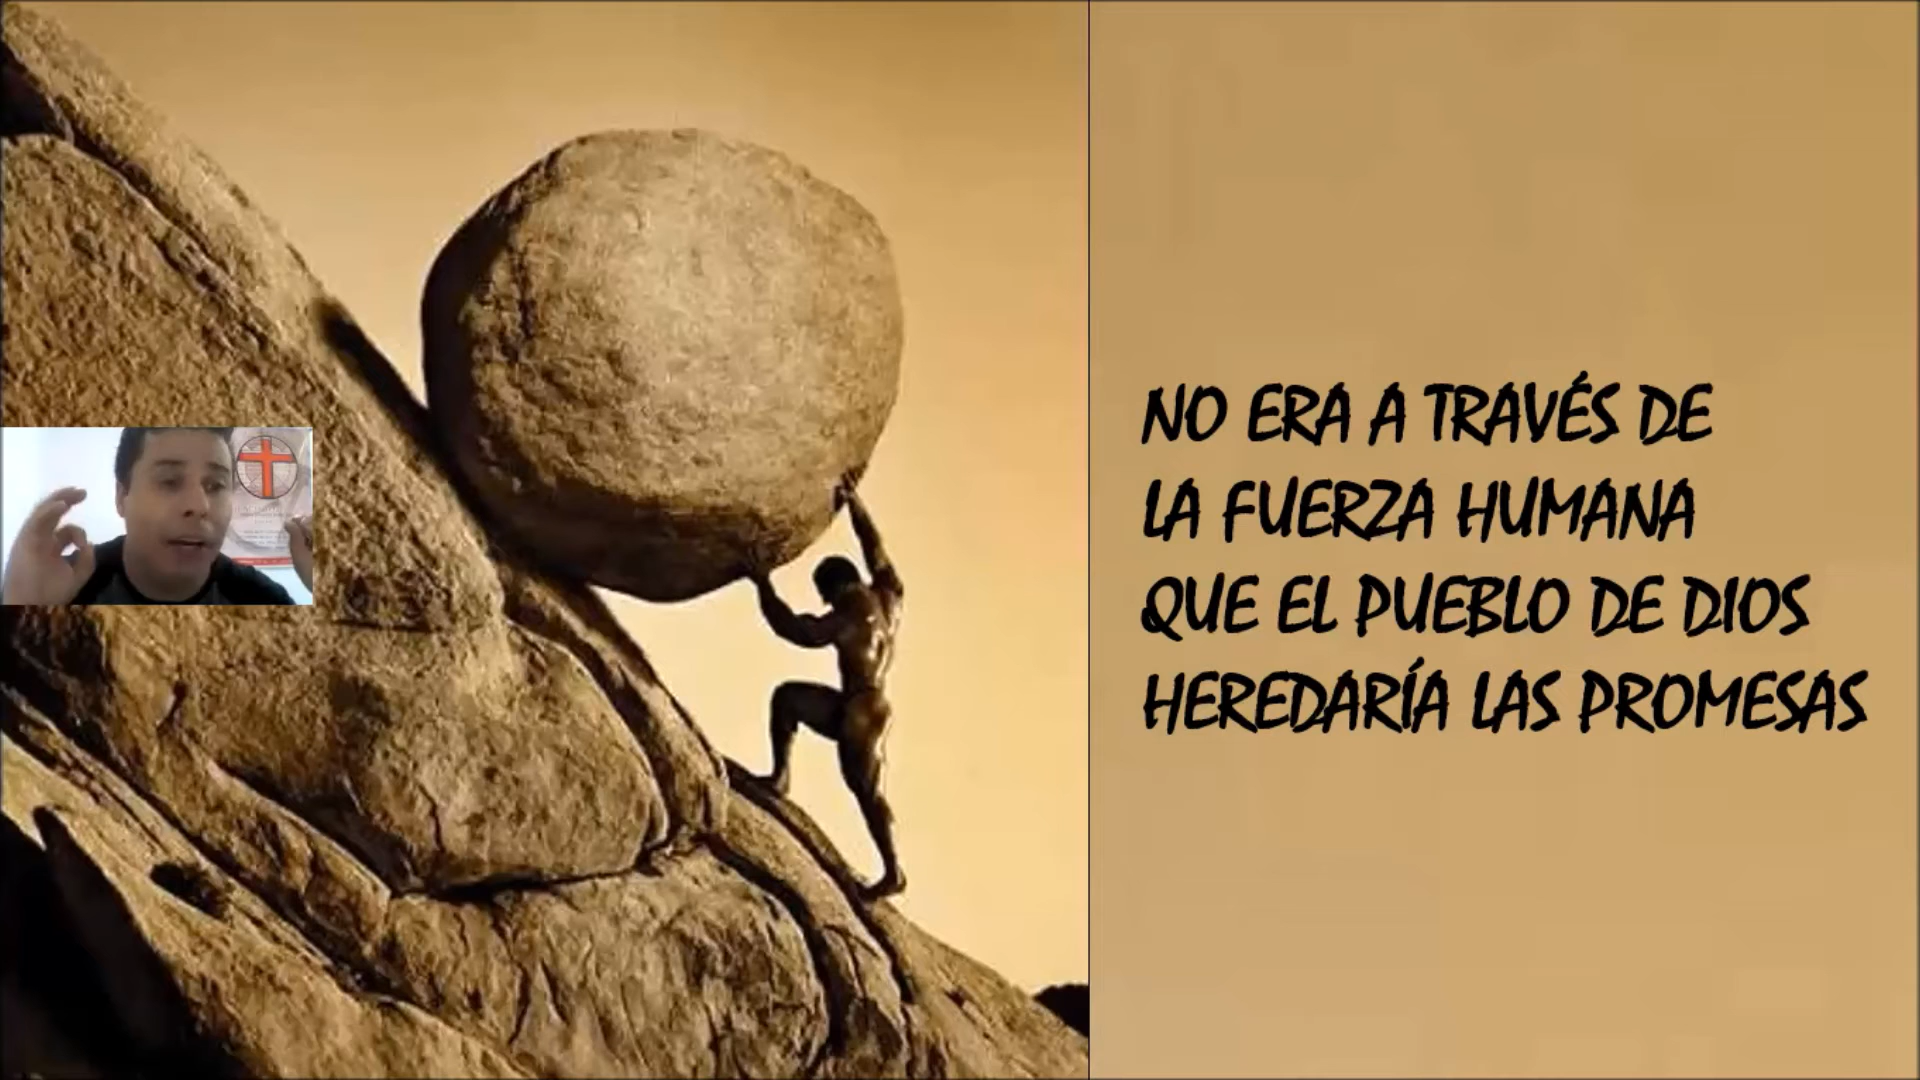 NO ERA A TRAVÉS DE
LA FUERZA HUMANA
QUE EL PUEBLO DE DIOS
HEREDARÍA LAS PROMESAS